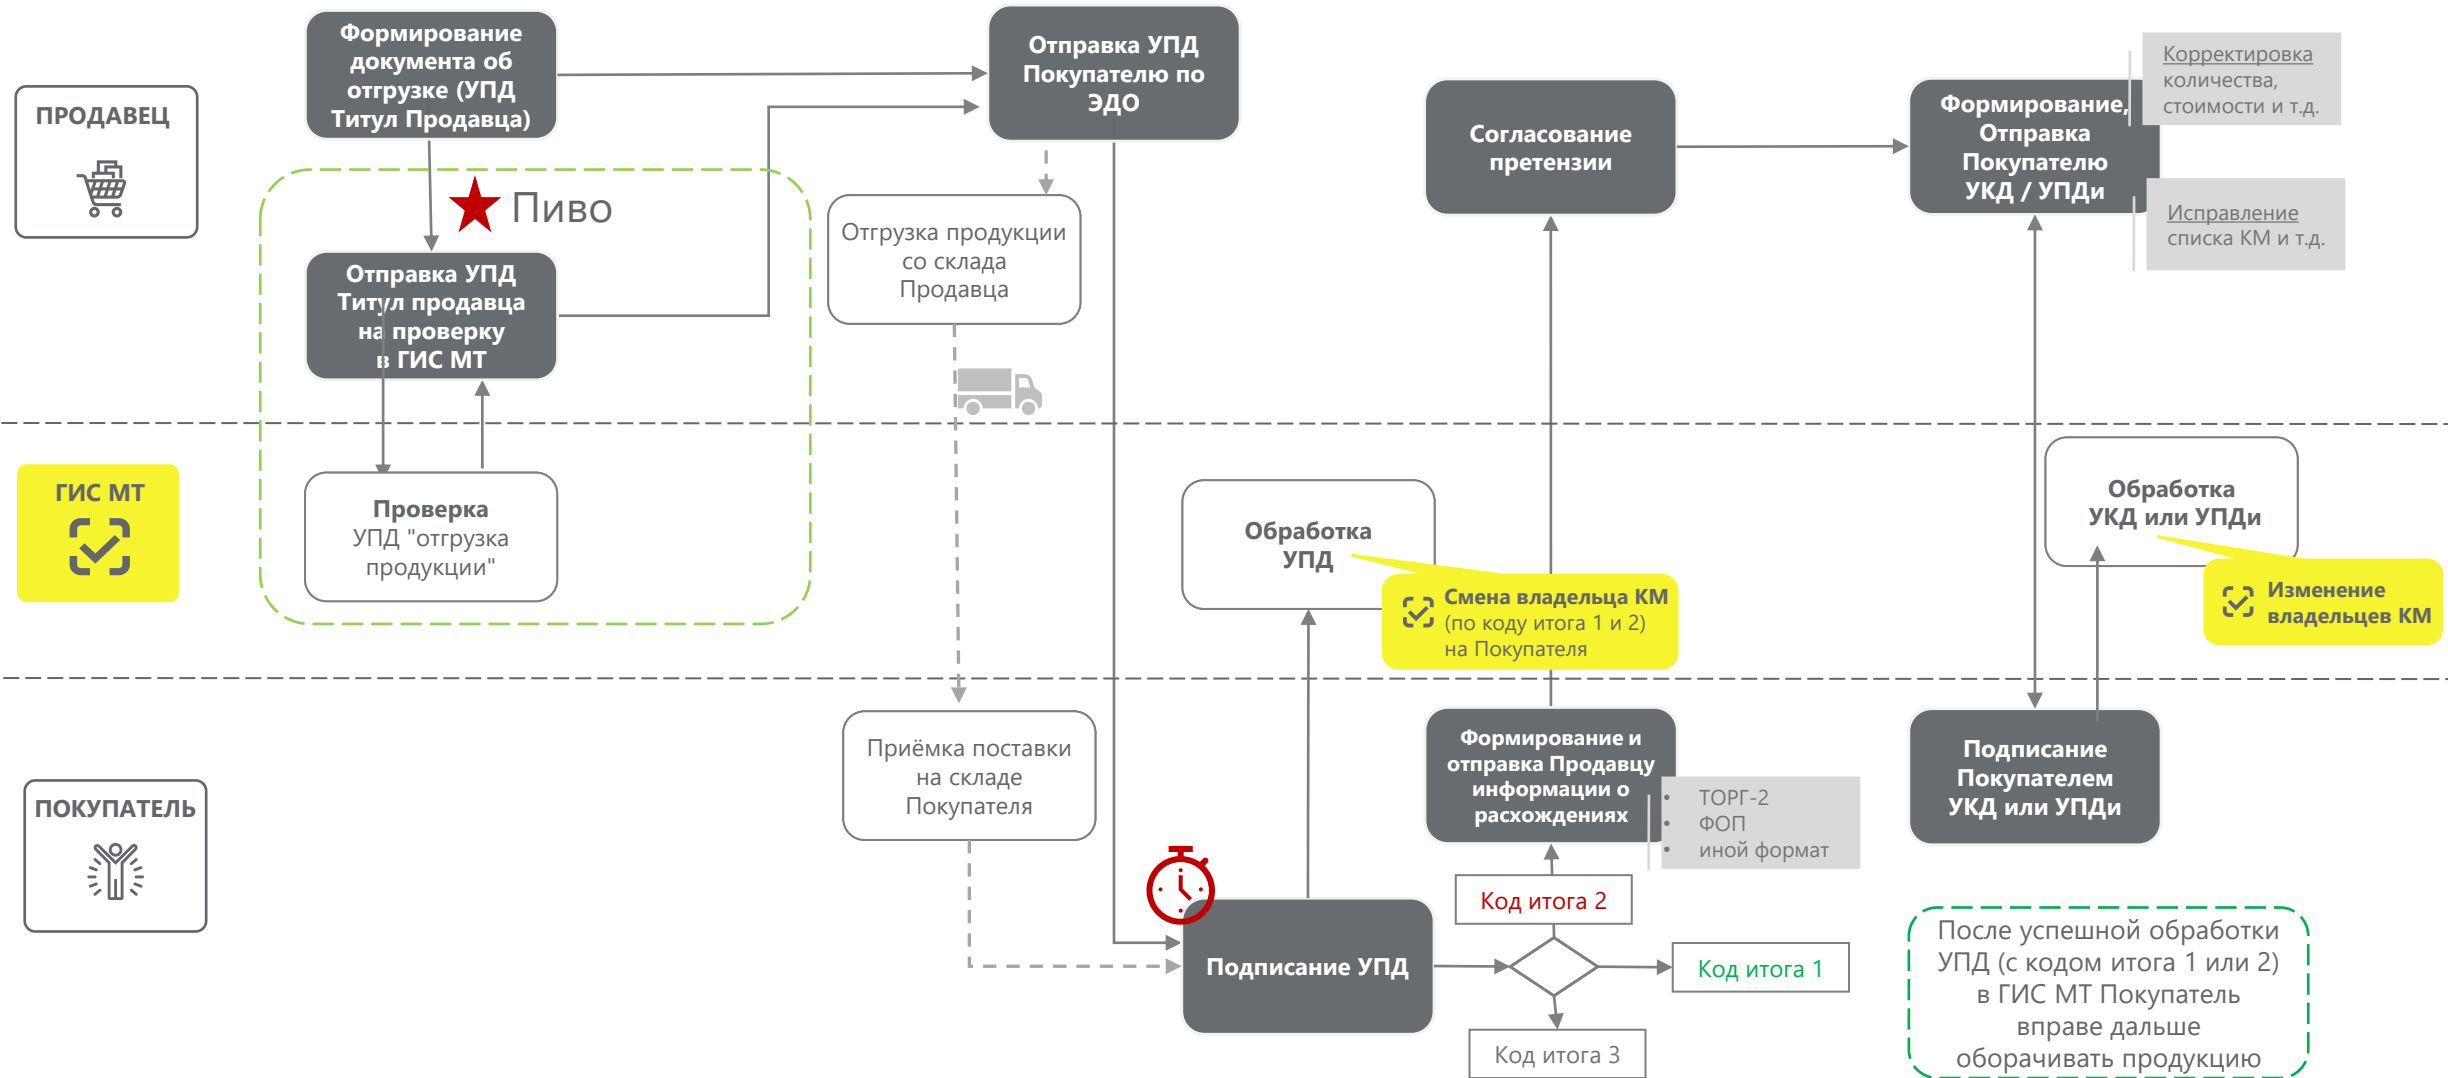 ПРОДАВЕЦ
Формирование
документа об
отгрузке (УПД
Титул Продавца)
Отправка УПД
Покупателю по
ЭДО
Пиво
Отправка УПД
Титул продавца
на проверку
в ГИС МТ
Отгрузка продукции
со склада
Продавца
Согласование
претензии
Формирование,
Отправка
Покупателю
УКД / УПДи
Корректировка
количества,
стоимости и т.д.
Исправление
списка КМ и т.д.
ГИС МТ
Проверка
УПД "отгрузка
продукции"
Обработка
УПД
Смена владельца КМ
(по коду итога 1 и 2)
на Покупателя
Обработка
УКД или УПДи
Изменение
владельцев КМ
ПОКУПАТЕЛЬ
Приёмка поставки
на складе
Покупателя
Подписание УПД
Формирование и
отправка Продавцу
информации о
расхождениях
• ТОРГ-2
• ФОП
• иной формат
Код итога 2
Код итога 1
Код итога 3
Подписание
Покупателем
УКД или УПДи
После успешной обработки
УПД (с кодом итога 1 или 2)
в ГИС МТ Покупатель
вправе дальше
оборачивать продукцию